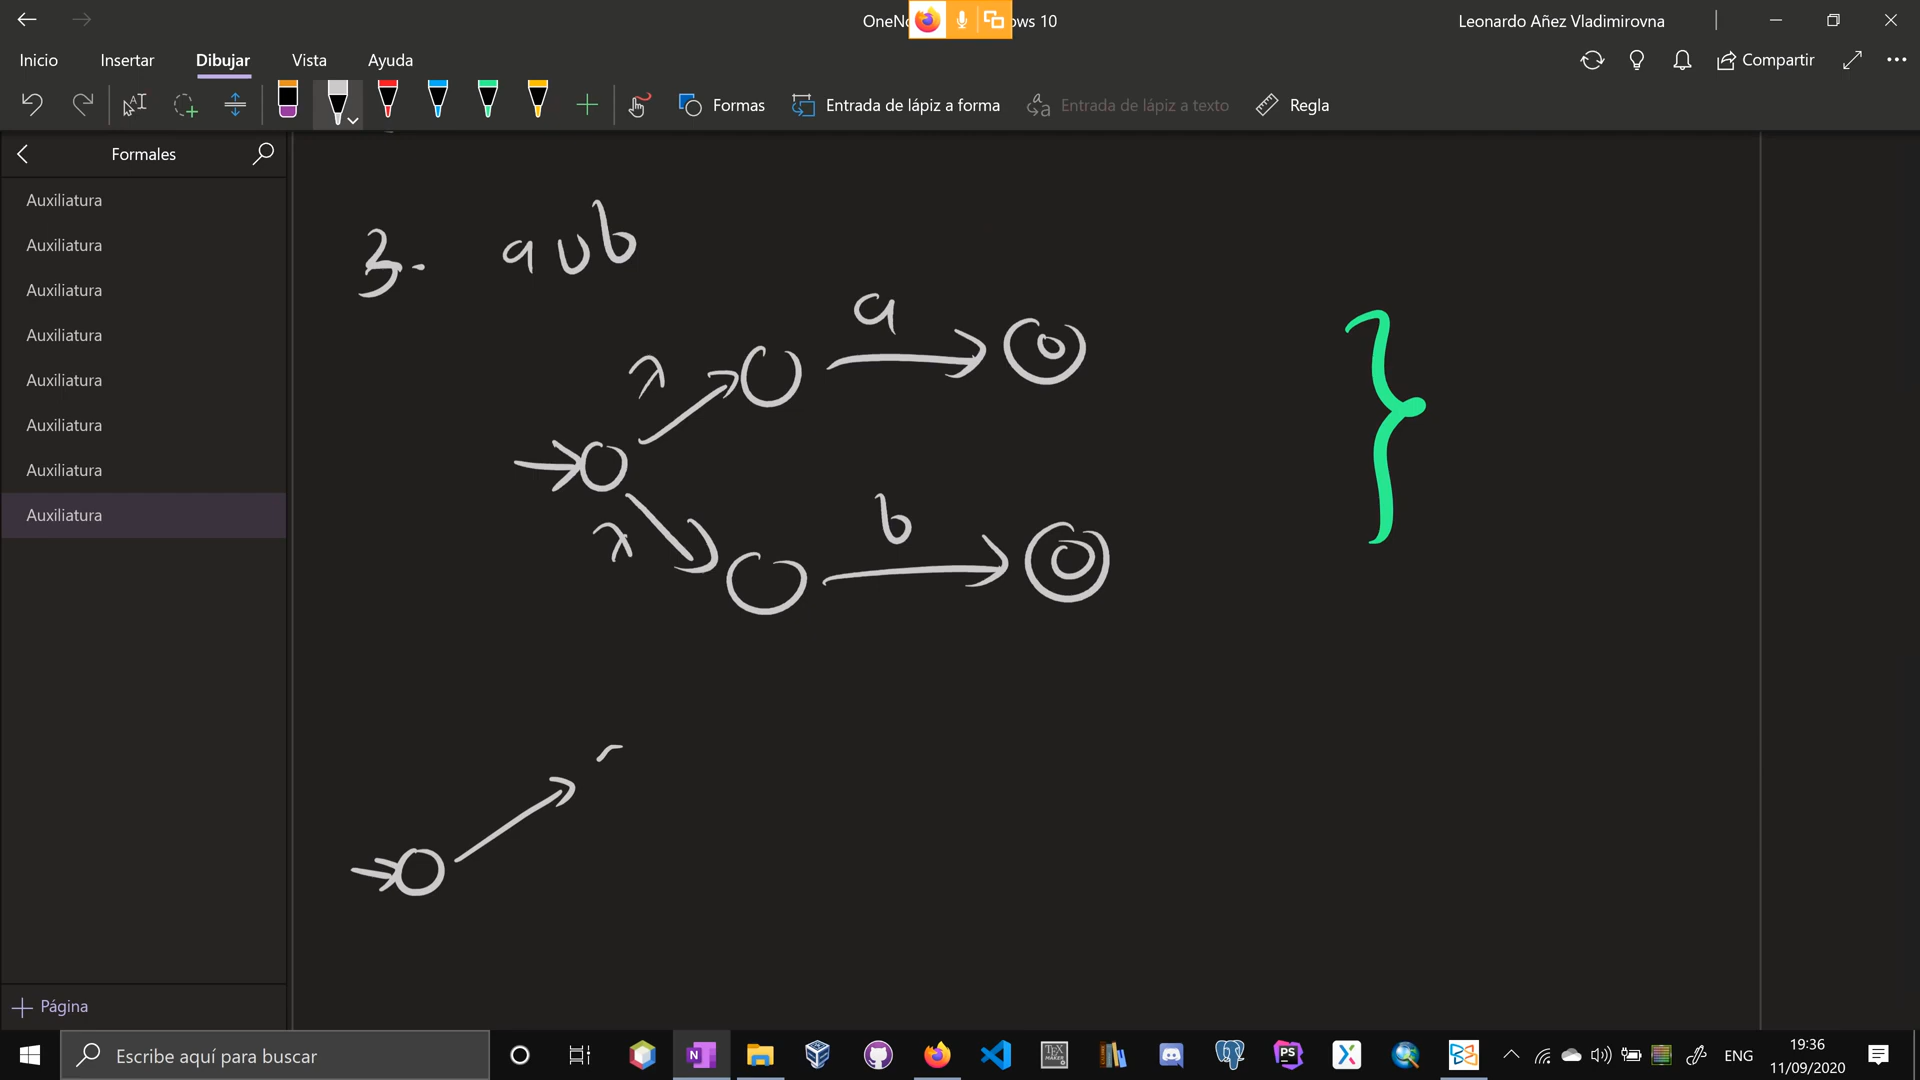 OneNo
ows 10
Leonardo Añez Vladimirovna
Inicio
Insertar
Dibujar
Vista
Ayuda
Compartir
Formas
Entrada de lápiz a forma
Entrada de lápiz a texto
Regla
Formales
Auxiliatura
Auxiliatura
Auxiliatura
Auxiliatura
Auxiliatura
Auxiliatura
Auxiliatura
Auxiliatura
3. a∪b
a
λ
λ
b
Página
Escribe aquí para buscar
ENG
19:36
11/09/2020